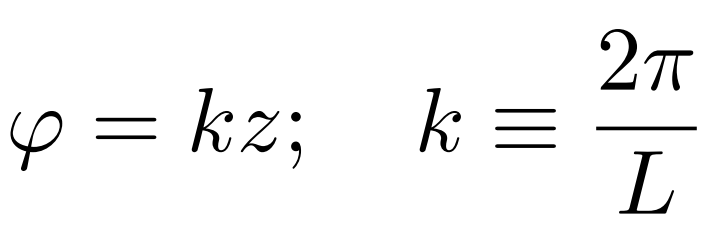 φ = kz; k ≡ 2π/L